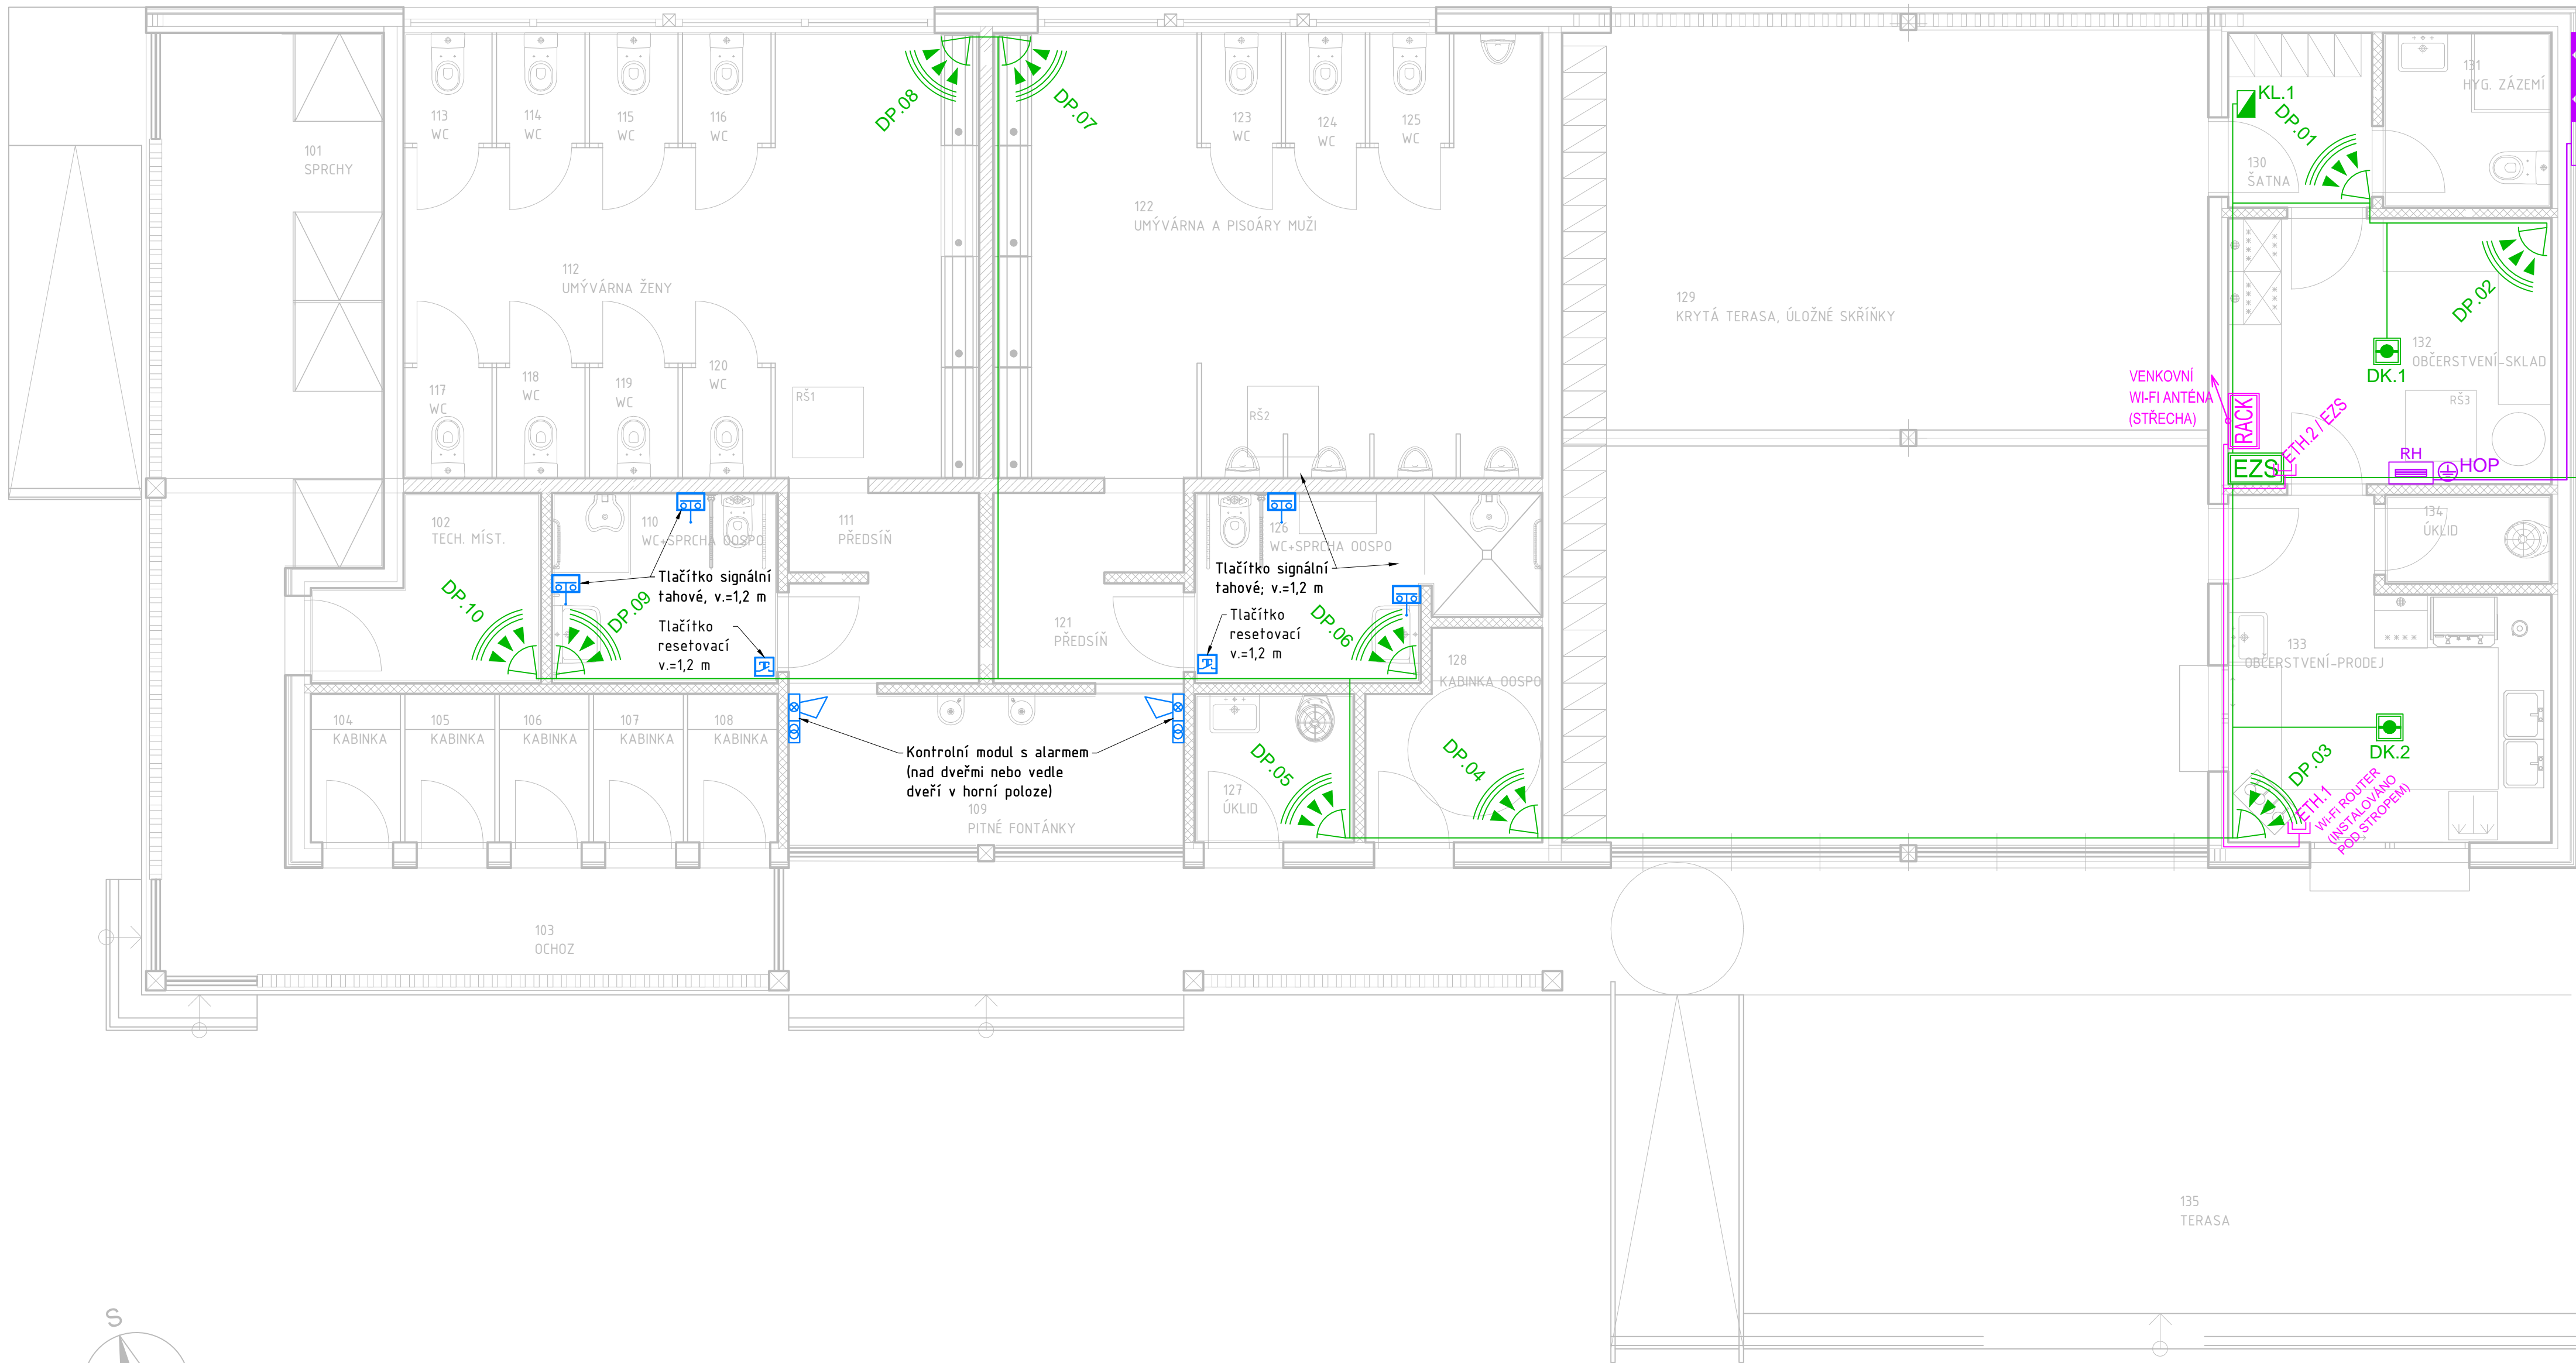 101
SPRCHY
113
WC
114
WC
115
WC
116
WC
DP.08
DP.07
123
WC
124
WC
125
WC
KL.1
DP.01
130
ŠATNA
131
HYG. ZÁZEMÍ
112
UMÝVÁRNA ŽENY
122
UMÝVÁRNA A PISOÁRY MUŽI
129
KRYTÁ TERASA, ÚLOŽNÉ SKŘÍŇKY
DP.02
132
OBČERSTVENÍ-SKLAD
DK.1
117
WC
118
WC
119
WC
120
WC
RŠ1
RŠ2
RŠ3
VENKOVNÍ
WI-FI ANTÉNA
(STŘECHA)
RACK
ETH.2 / EZS
EZS
RH
HOP
102
TECH. MÍST.
110
WC+SPRCHA OOSPO
111
PŘEDSÍŇ
126
WC+SPRCHA OOSPO
134
ÚKLID
Tlačítko signální
tahové, v.=1,2 m
Tlačítko
resetovací
v.=1,2 m
DP.10
DP.09
121
PŘEDSÍŇ
Tlačítko signální
tahové; v.=1,2 m
Tlačítko
resetovací
v.=1,2 m
DP.06
128
KABINKA OOSPO
133
OBČERSTVENÍ-PRODEJ
104
KABINKA
105
KABINKA
106
KABINKA
107
KABINKA
108
KABINKA
Kontrolní modul s alarmem
(nad dveřmi nebo vedle
dveří v horní poloze)
109
PITNÉ FONTÁNKY
DP.05
127
ÚKLID
DP.04
DK.2
DP.03
ETH.1
Wi-Fi ROUTER
(INSTALOVÁNO
POD STROPEM)
103
OCHOZ
135
TERASA
S